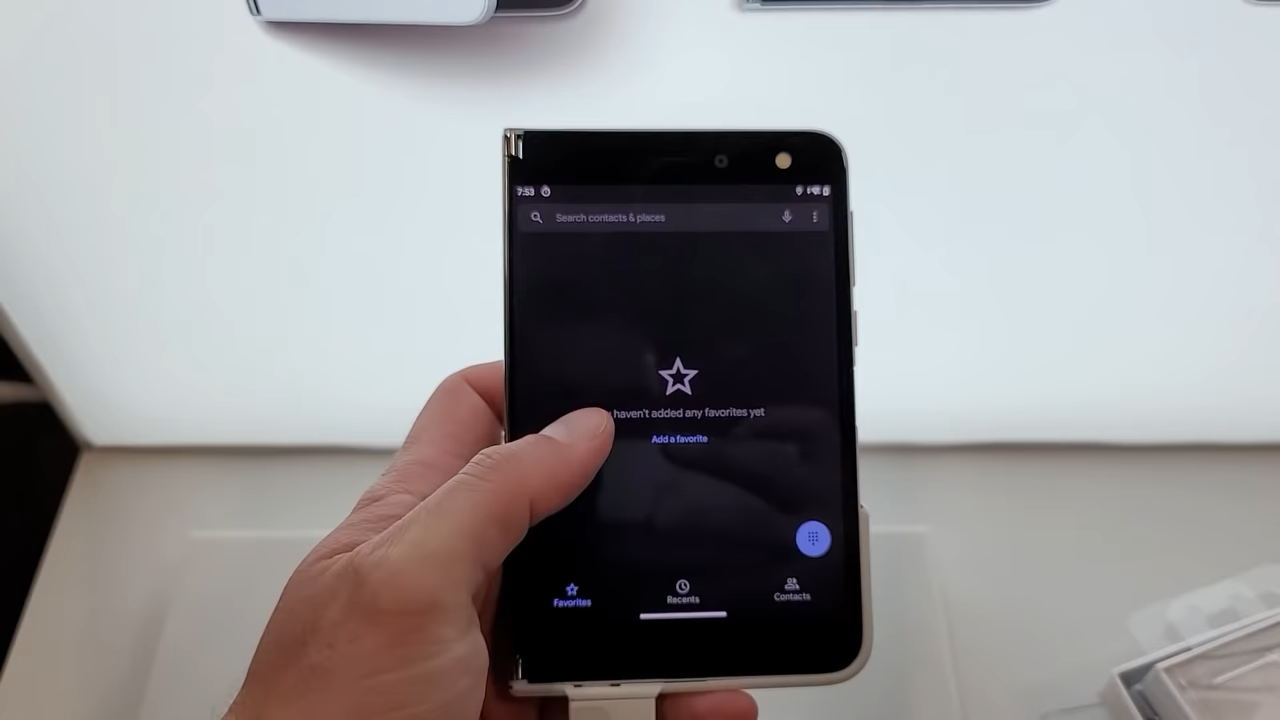 7:53
Search contacts & places
haven't added any favorites yet
Add a favorite
Favorites
Recents
Contacts